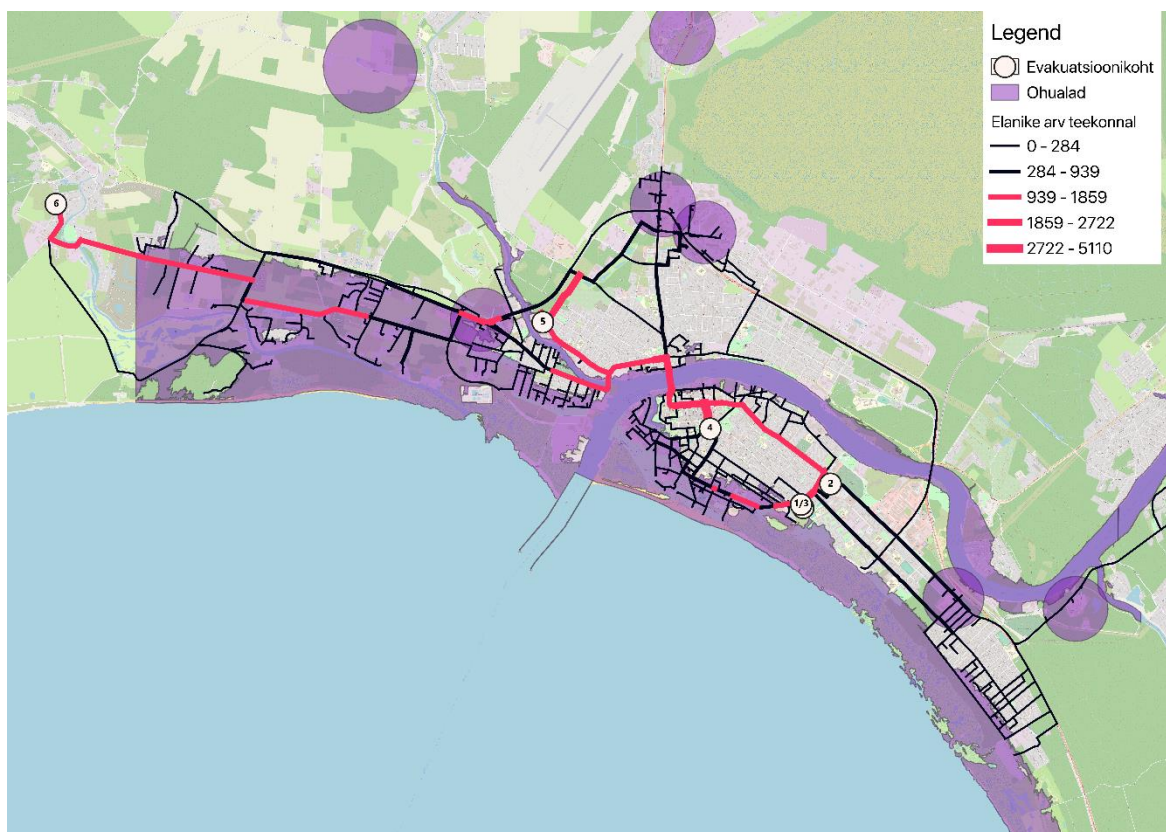 Legend
Evakuatsioonikoht
Ohualad
Elanike arv teekonnal
0 - 284
284 - 939
939 - 1859
1859 - 2722
2722 - 5110
6
5
4
2
1/3